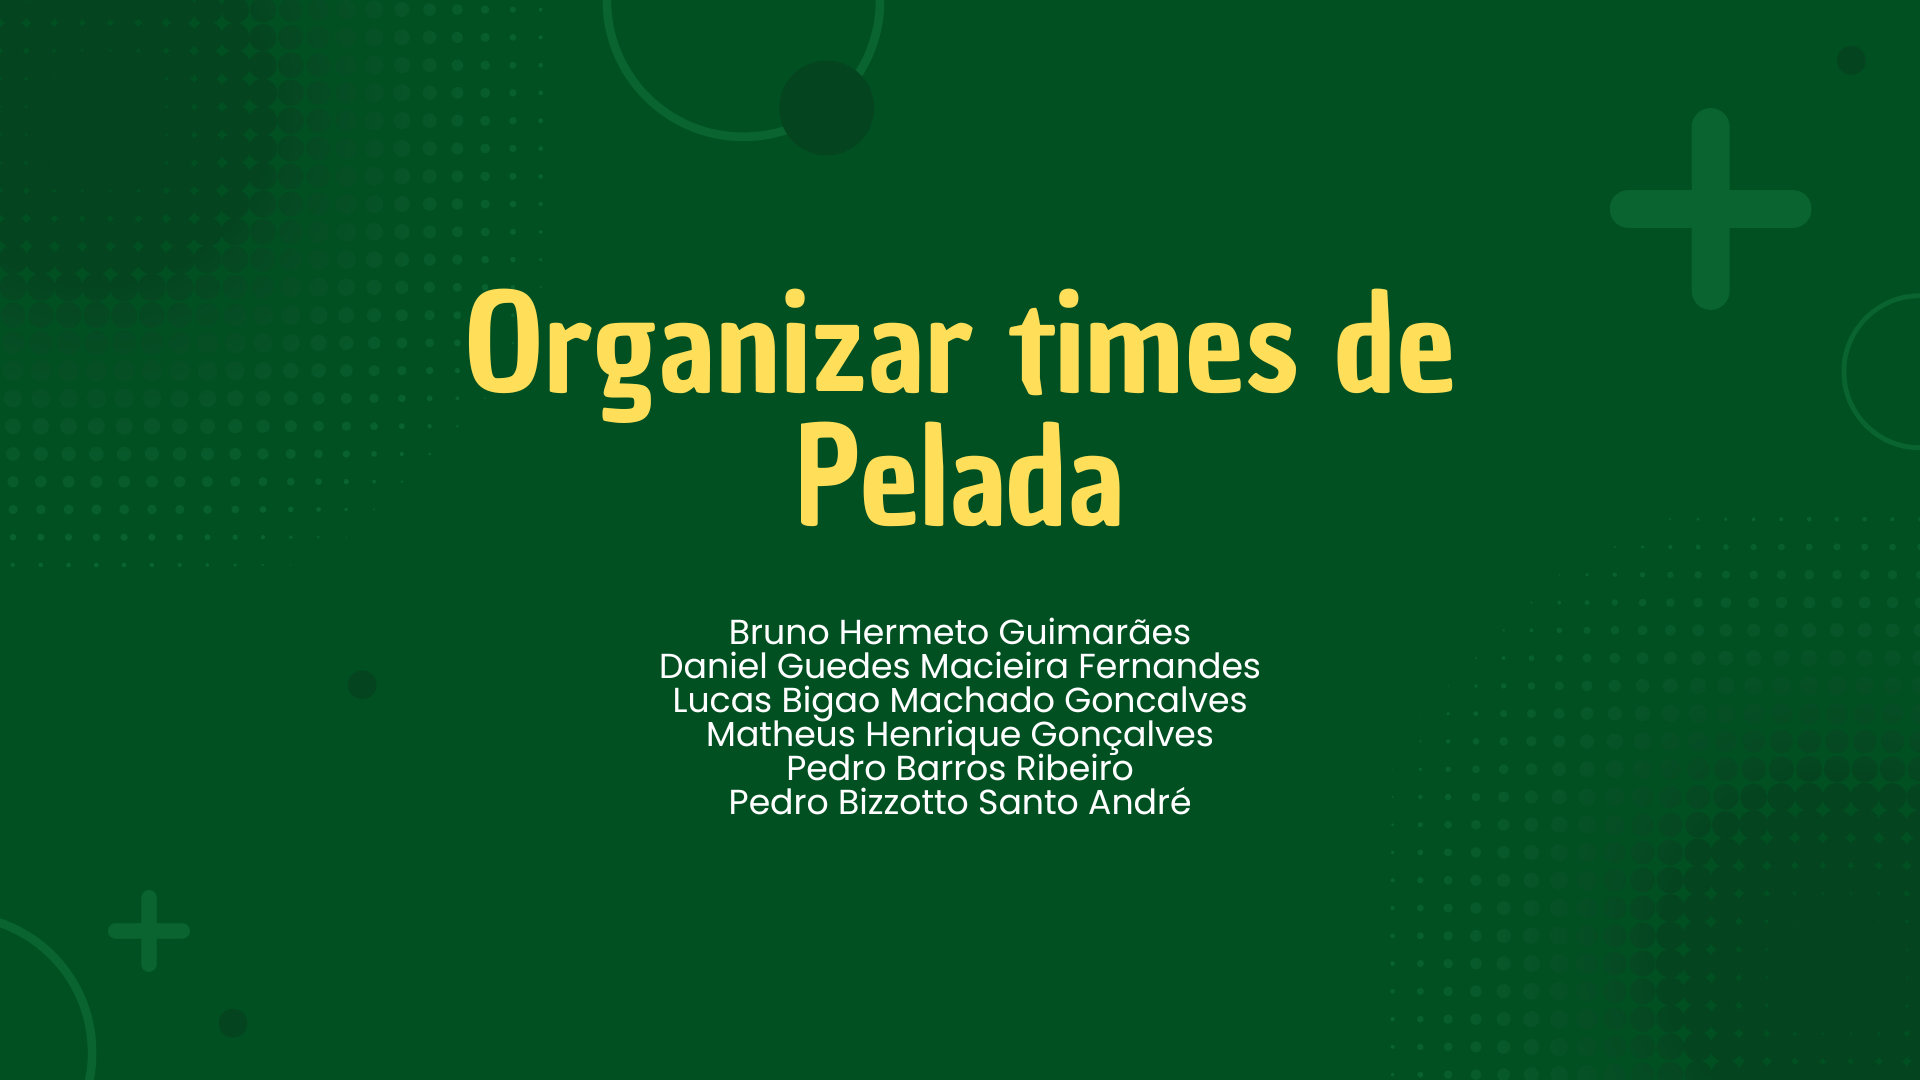 Organizar times de
Pelada
Bruno Hermeto Guimarães
Daniel Guedes Macieira Fernandes
Lucas Bigao Machado Goncalves
Matheus Henrique Gonçalves
Pedro Barros Ribeiro
Pedro Bizzotto Santo André